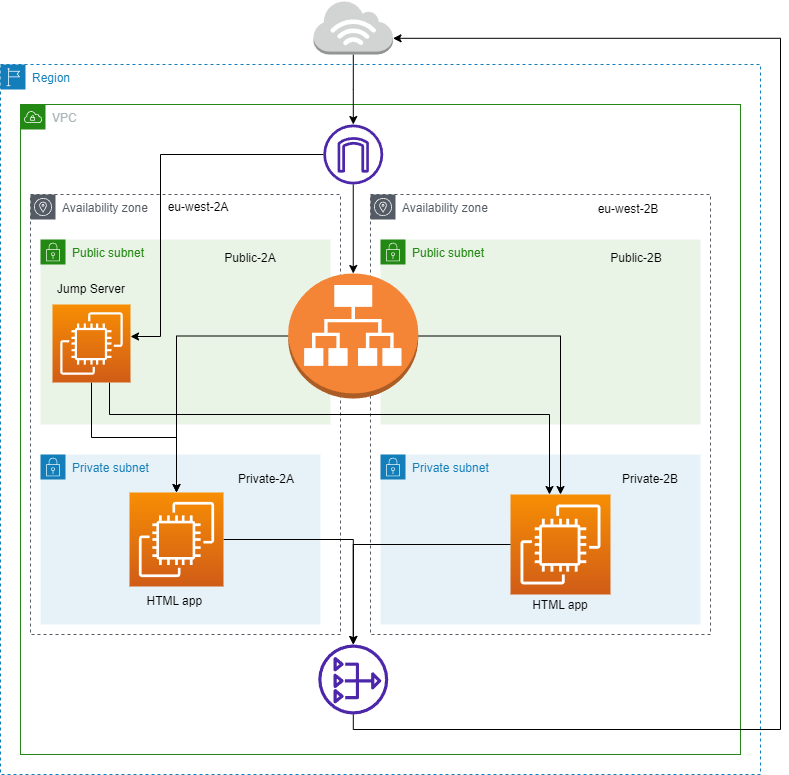 Region
VPC
Availability zone
eu-west-2A
Availability zone
eu-west-2B
Public subnet
Public-2A
Public subnet
Public-2B
Jump Server
Private subnet
Private-2A
Private subnet
Private-2B
HTML app
HTML app